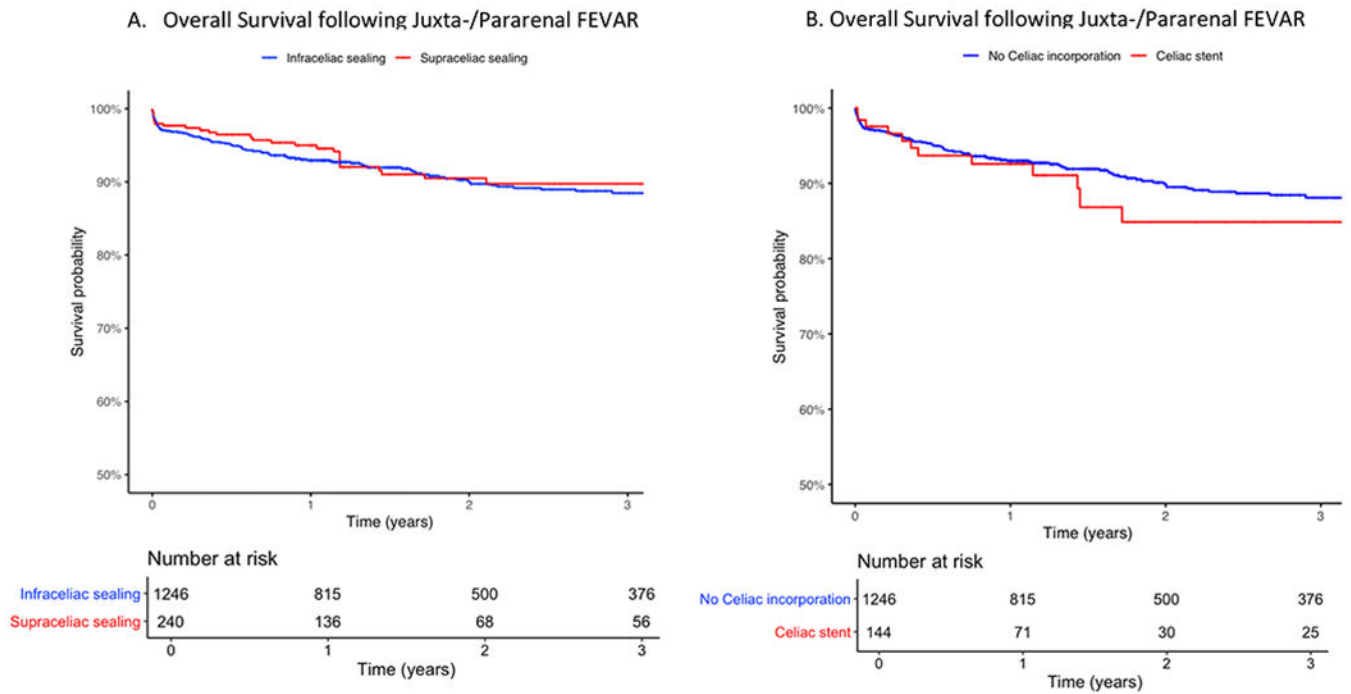 A. Overall Survival following Juxta-/Pararenal FEVAR
Infraceliac sealing Supraceliac sealing
100%
90%
80%
70%
60%
50%
Survival probability
0 1 2 3
Time (years)
Number at risk
Infraceliac sealing 1246 815 500 376
Supraceliac sealing 240 136 68 56
0 1 2 3
Time (years)
B. Overall Survival following Juxta-/Pararenal FEVAR
No Celiac incorporation Celiac stent
100%
90%
80%
70%
60%
50%
Survival probability
0 1 2 3
Time (years)
Number at risk
No Celiac incorporation 1246 815 500 376
Celiac stent 144 71 30 25
0 1 2 3
Time (years)